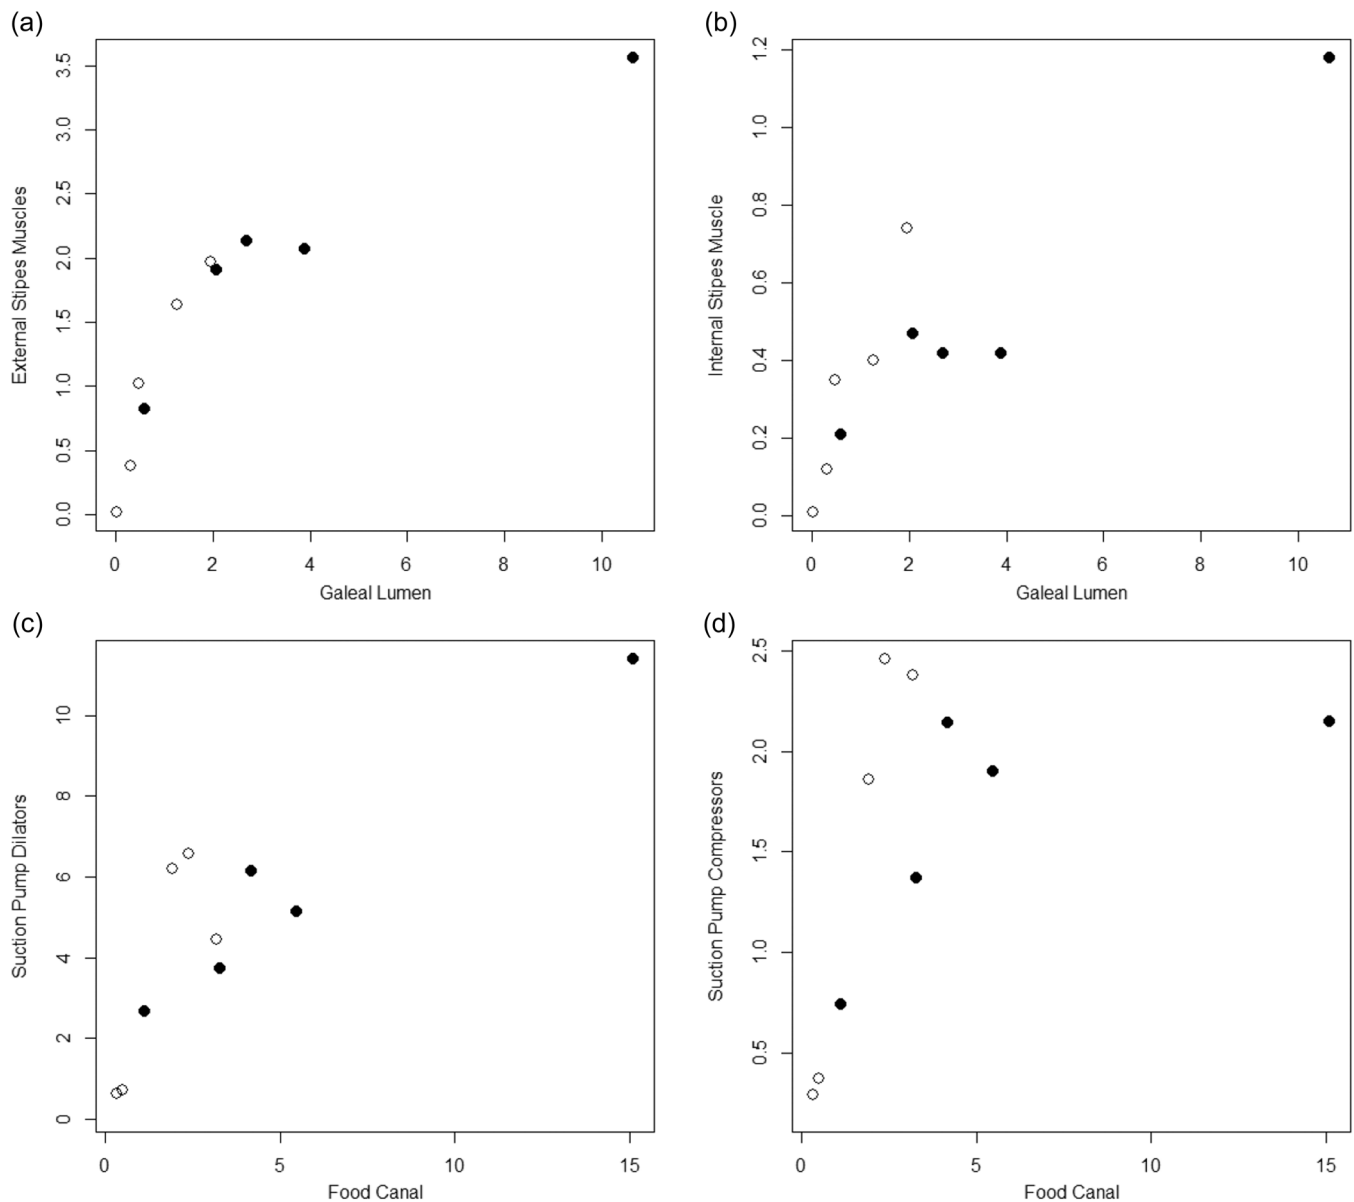 (a)
External Stipes Muscles
0.0 0.5 1.0 1.5 2.0 2.5 3.0 3.5
0 2 4 6 8 10
Galeal Lumen
(b)
Internal Stipes Muscle
0.0 0.2 0.4 0.6 0.8 1.0 1.2
0 2 4 6 8 10
Galeal Lumen
(c)
Suction Pump Dilators
0 2 4 6 8 10
0 5 10 15
Food Canal
(d)
Suction Pump Compressors
0.5 1.0 1.5 2.0 2.5
0 5 10 15
Food Canal